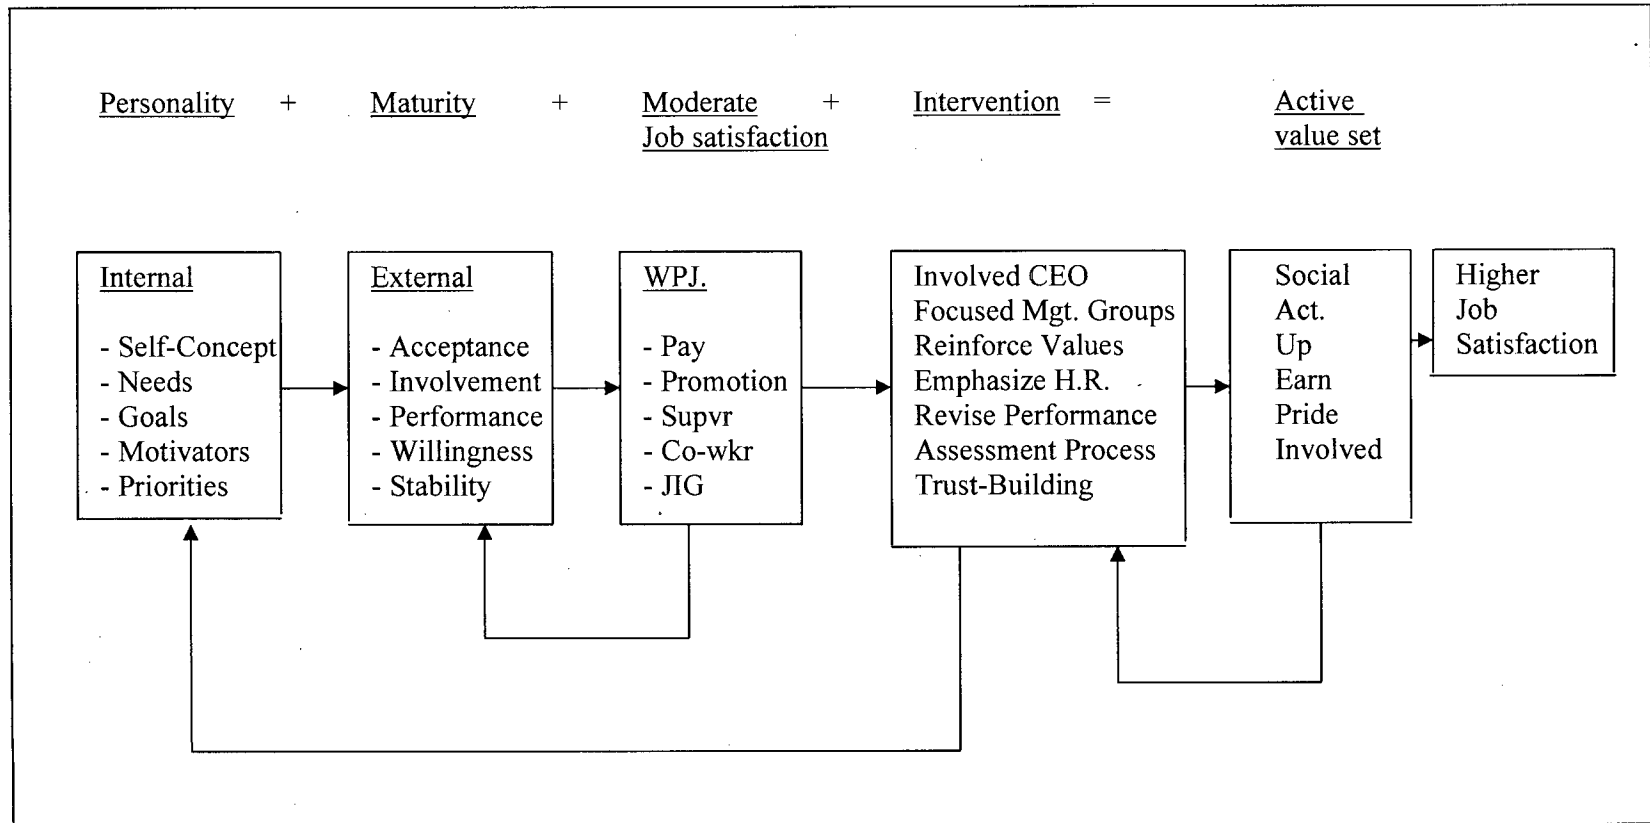 Personality + Maturity + Moderate + Intervention = Active
Job satisfaction value set
Internal
- Self-Concept
- Needs
- Goals
- Motivators
- Priorities
External
- Acceptance
- Involvement
- Performance
- Willingness
- Stability
WPJ.
- Pay
- Promotion
- Supvr
- Co-wkr
- JIG
Involved CEO
Focused Mgt. Groups
Reinforce Values
Emphasize H.R.
Revise Performance
Assessment Process
Trust-Building
Social
Act.
Up
Earn
Pride
Involved
Higher
Job
Satisfaction